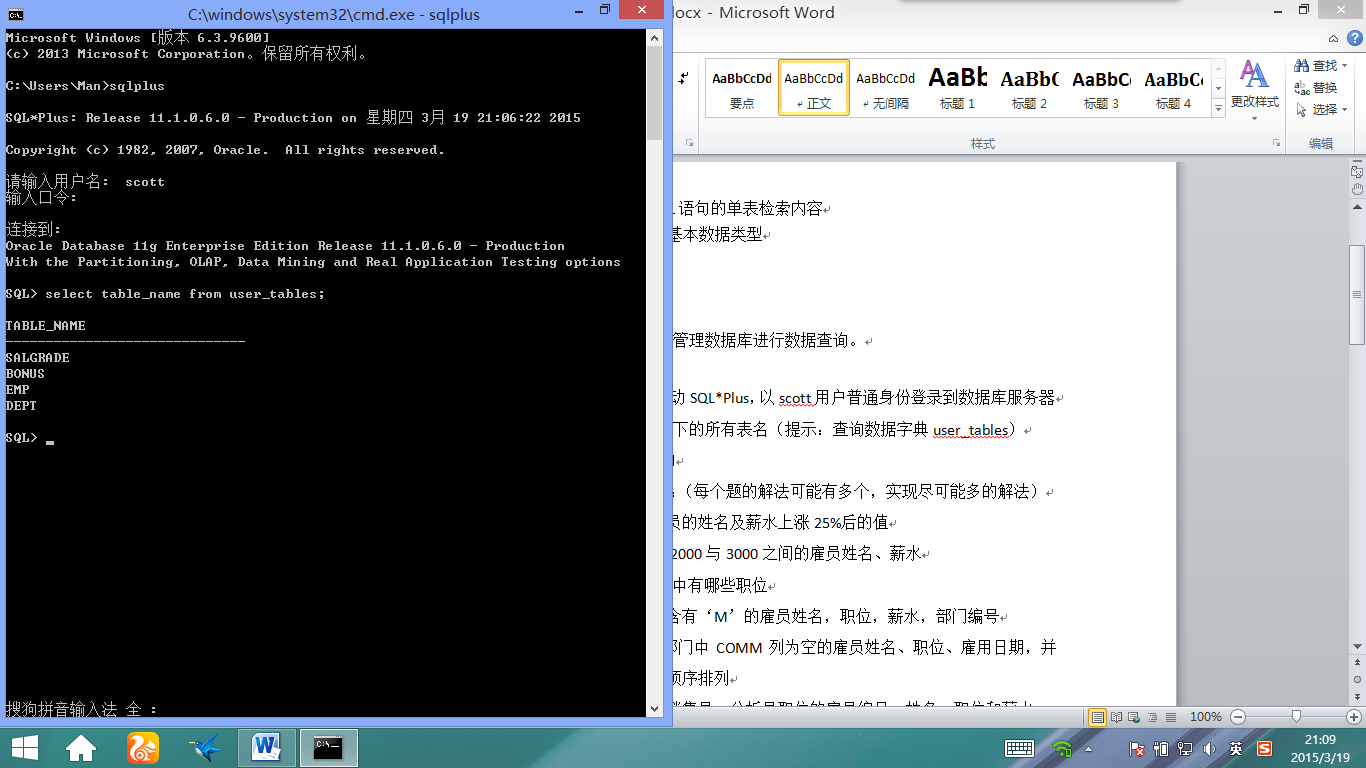 C:\windows\system32\cmd.exe - sqlplus
Microsoft Windows [版本 6.3.9600]
(c) 2013 Microsoft Corporation。保留所有权利。
C:\Users\Man>sqlplus
SQL*Plus: Release 11.1.0.6.0 - Production on 星期四 3月 19 21:06:22 2015
Copyright (c) 1982, 2007, Oracle.  All rights reserved.
请输入用户名:  scott
输入口令:
连接到:
Oracle Database 11g Enterprise Edition Release 11.1.0.6.0 - Production
With the Partitioning, OLAP, Data Mining and Real Application Testing options
SQL> select table_name from user_tables;
TABLE_NAME
------------------------------
SALGRADE
BONUS
EMP
DEPT
SQL> _
搜狗拼音输入法 全 :
ocx - Microsoft Word
AaBbCcDd AaBbCcDd AaBbCcDd AaBb AaBbC AaBbC AaBbCc
要点 正文 无间隔 标题 1 标题 2 标题 3 标题 4
更改样式
查找
替换
选择
样式
编辑
语句的单表检索内容
基本数据类型
管理数据库进行数据查询。
动 SQL*Plus，以 scott 用户普通身份登录到数据库服务器
下的所有表名（提示：查询数据字典 user_tables）
（每个题的解法可能有多个，实现尽可能多的解法）
员的姓名及薪水上涨 25%后的值
2000 与 3000 之间的雇员姓名、薪水
中有哪些职位
含有‘M’的雇员姓名，职位，薪水，部门编号
部门中 COMM 列为空的雇员姓名、职位、雇用日期，并
顺序排列
100%
英
21:09
2015/3/19